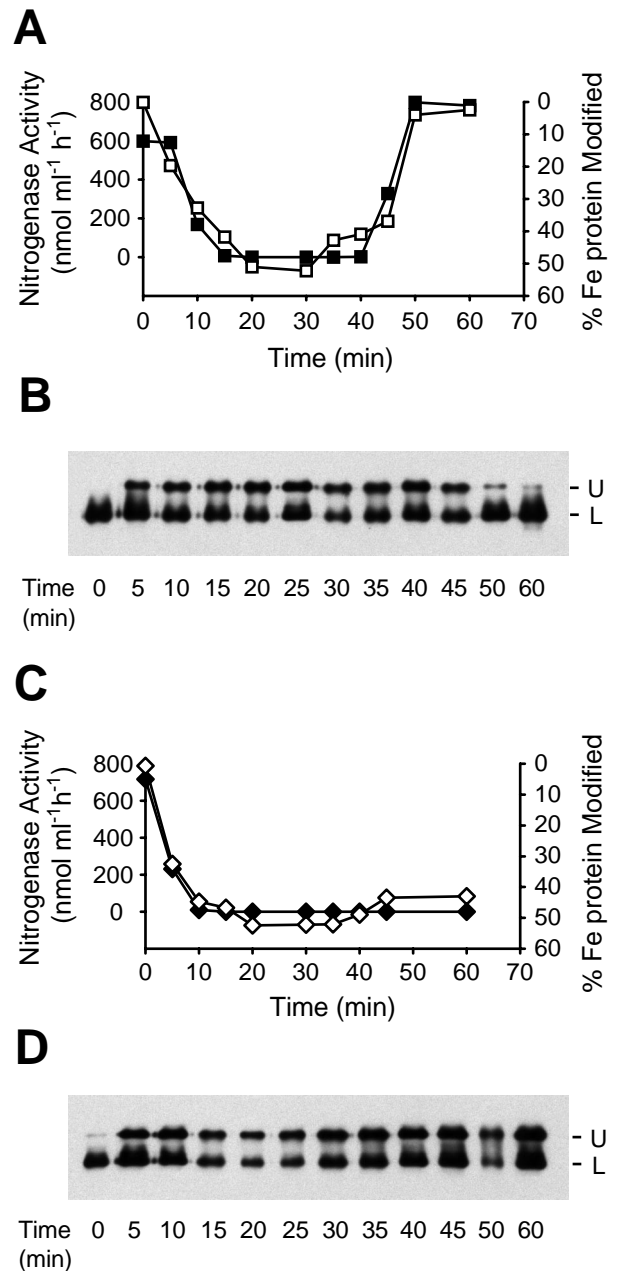 A
Nitrogenase Activity
(nmol ml-1 h-1)
800
600
400
200
0
0
10
20
30
40
50
60
% Fe protein Modified
0 10 20 30 40 50 60 70
Time (min)
B
U
L
Time 0 5 10 15 20 25 30 35 40 45 50 60
(min)
C
Nitrogenase Activity
(nmol ml-1h-1)
800
600
400
200
0
0
10
20
30
40
50
60
% Fe protein Modified
0 10 20 30 40 50 60 70
Time (min)
D
U
L
Time 0 5 10 15 20 25 30 35 40 45 50 60
(min)